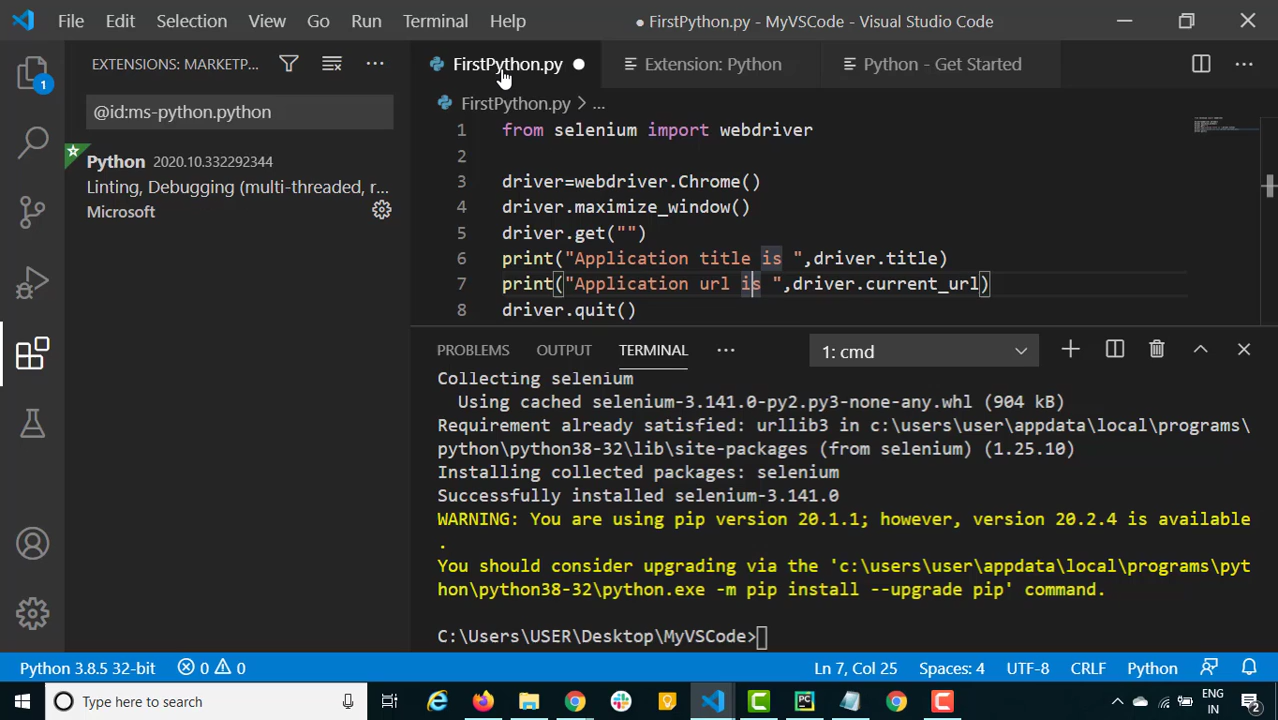 File Edit Selection View Go Run Terminal Help ● FirstPython.py - MyVSCode - Visual Studio Code
EXTENSIONS: MARKETP... ...
FirstPython.py ● Extension: Python Python - Get Started ...
1
@id:ms-python.python
FirstPython.py > ...
Python 2020.10.332292344
Linting, Debugging (multi-threaded, r...
Microsoft
1 from selenium import webdriver
2
3 driver=webdriver.Chrome()
4 driver.maximize_window()
5 driver.get("")
6 print("Application title is ",driver.title)
7 print("Application url is ",driver.current_url)
8 driver.quit()
PROBLEMS OUTPUT TERMINAL ... 1: cmd
Collecting selenium
Using cached selenium-3.141.0-py2.py3-none-any.whl (904 kB)
Requirement already satisfied: urllib3 in c:\users\user\appdata\local\programs\
python\python38-32\lib\site-packages (from selenium) (1.25.10)
Installing collected packages: selenium
Successfully installed selenium-3.141.0
WARNING: You are using pip version 20.1.1; however, version 20.2.4 is available
.
You should consider upgrading via the 'c:\users\user\appdata\local\programs\pyt
hon\python38-32\python.exe -m pip install --upgrade pip' command.
C:\Users\USER\Desktop\MyVSCode>
Python 3.8.5 32-bit 0 0 Ln 7, Col 25 Spaces: 4 UTF-8 CRLF Python
Type here to search
PC
ENG
IN
2